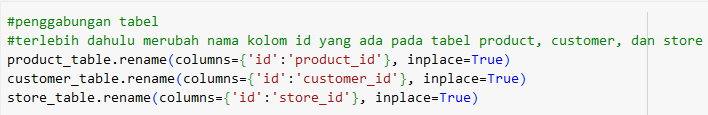 #penggabungan tabel
#terlebih dahulu merubah nama kolom id yang ada pada tabel product, customer, dan store
product_table.rename(columns={'id':'product_id'}, inplace=True)
customer_table.rename(columns={'id':'customer_id'}, inplace=True)
store_table.rename(columns={'id':'store_id'}, inplace=True)